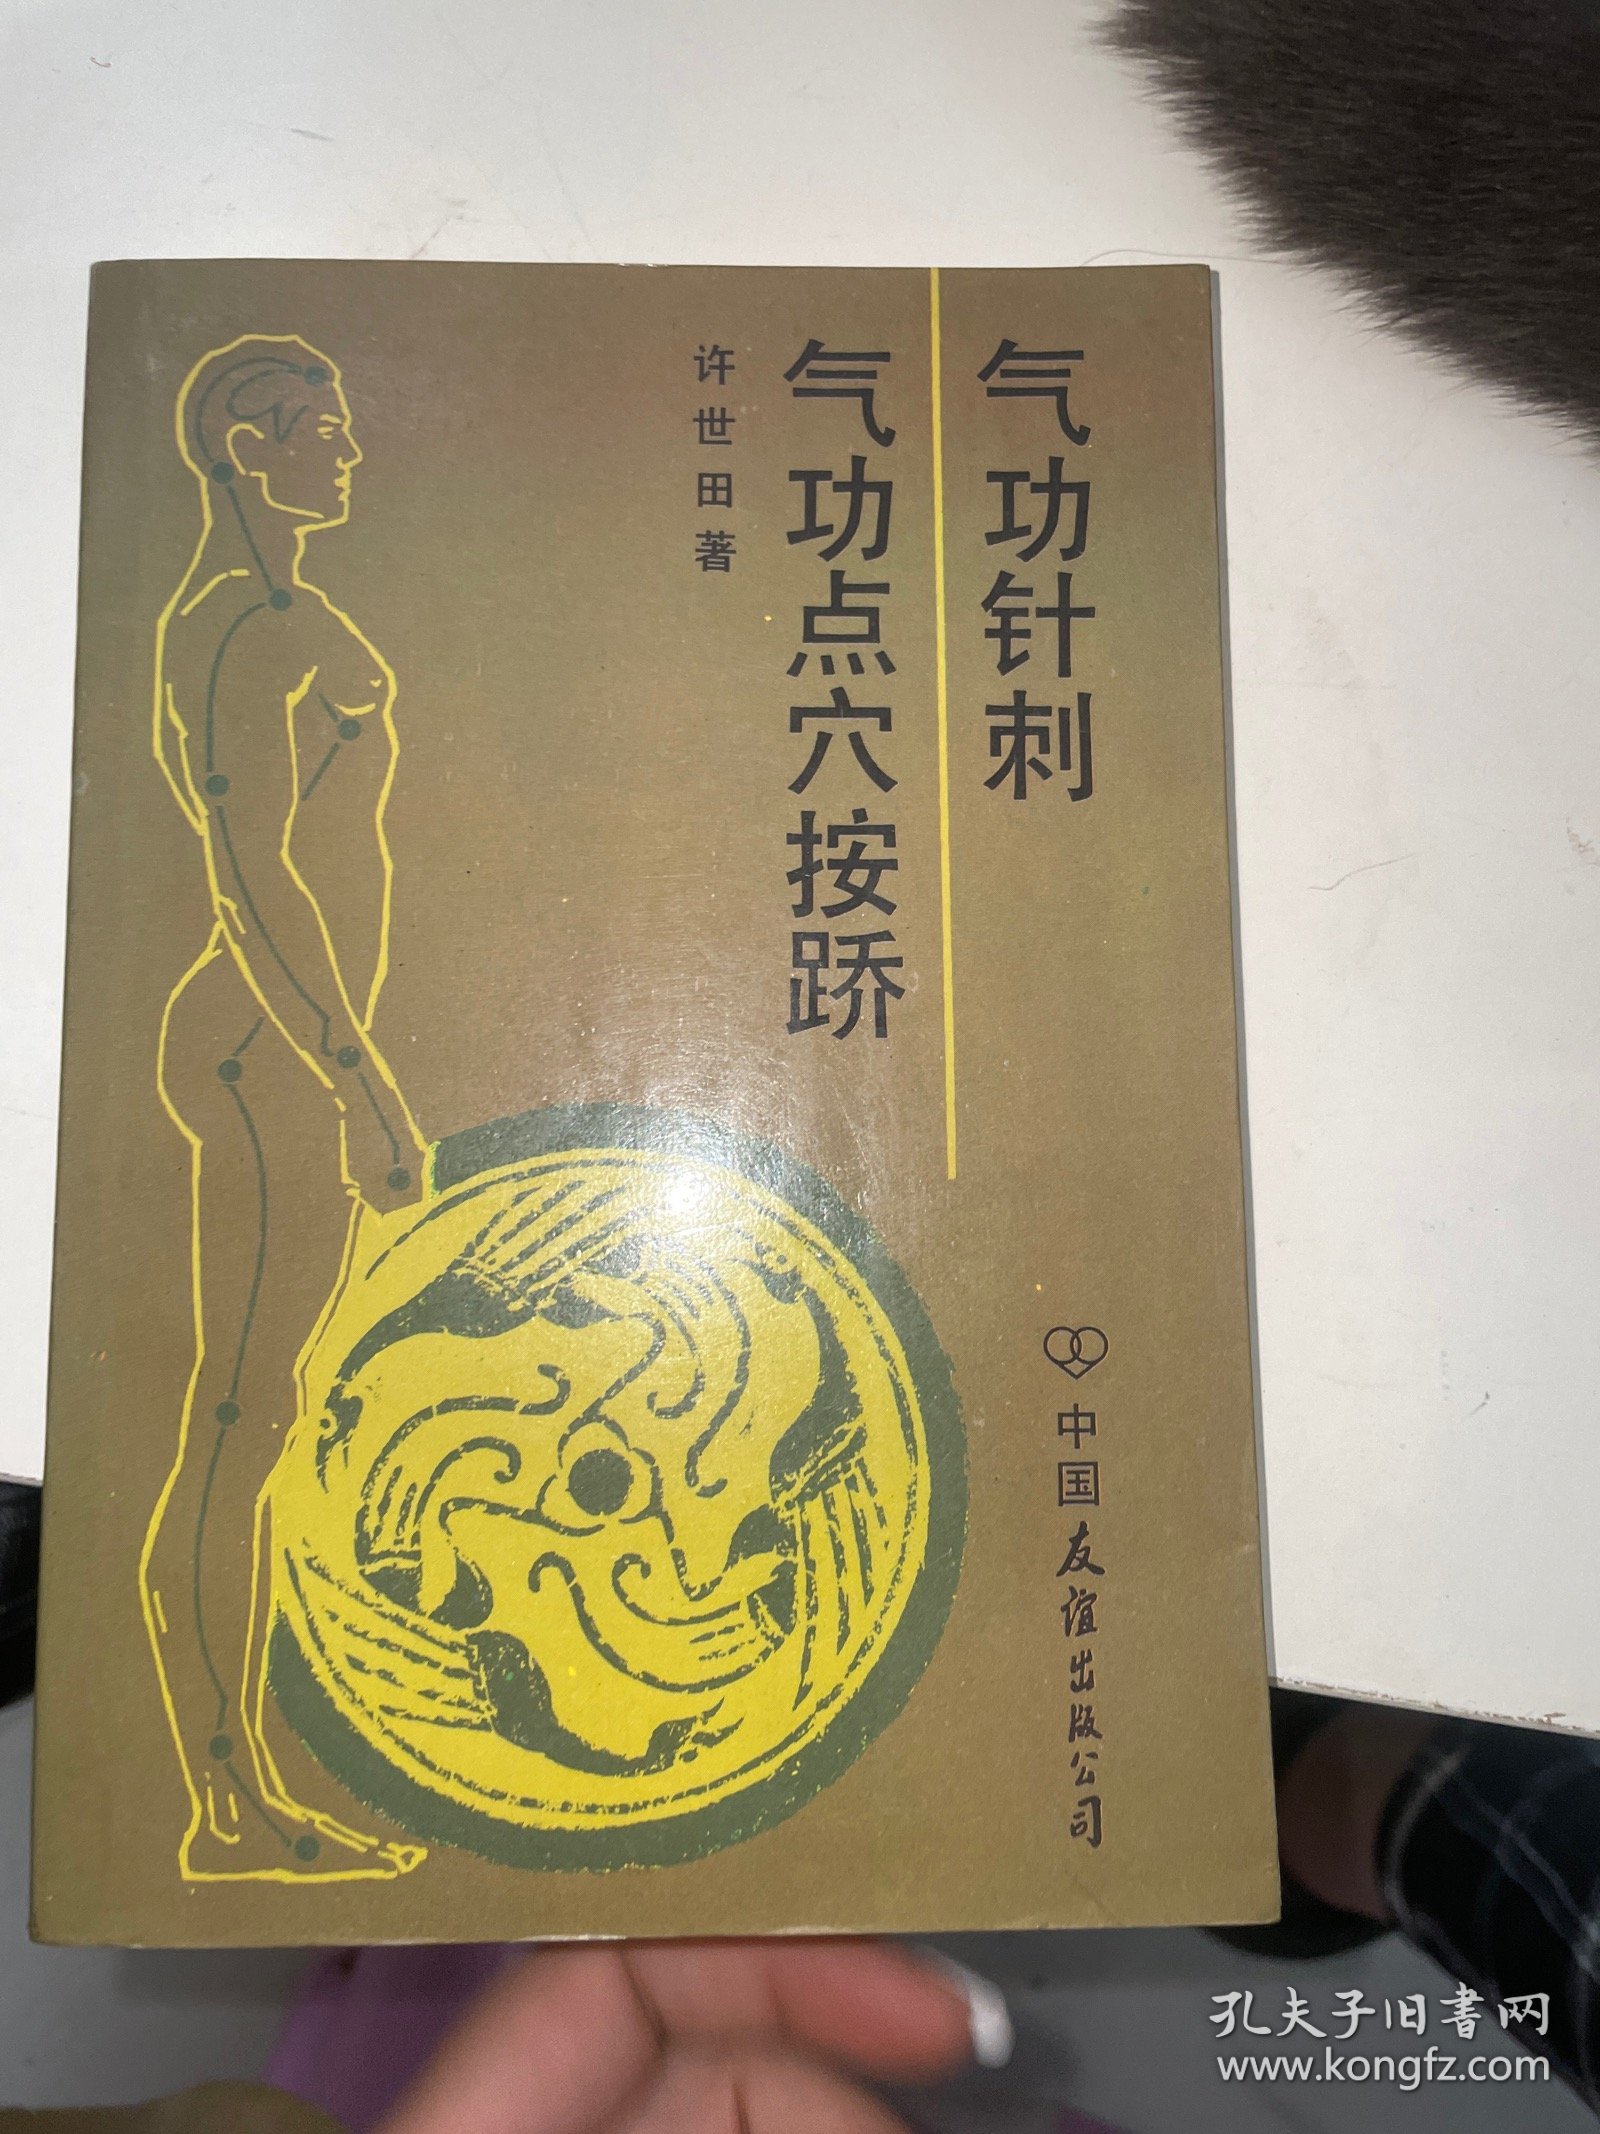 气功针刺
气功点穴按跷
许世田著
中国友谊出版公司
孔夫子旧书网
www.kongfz.com